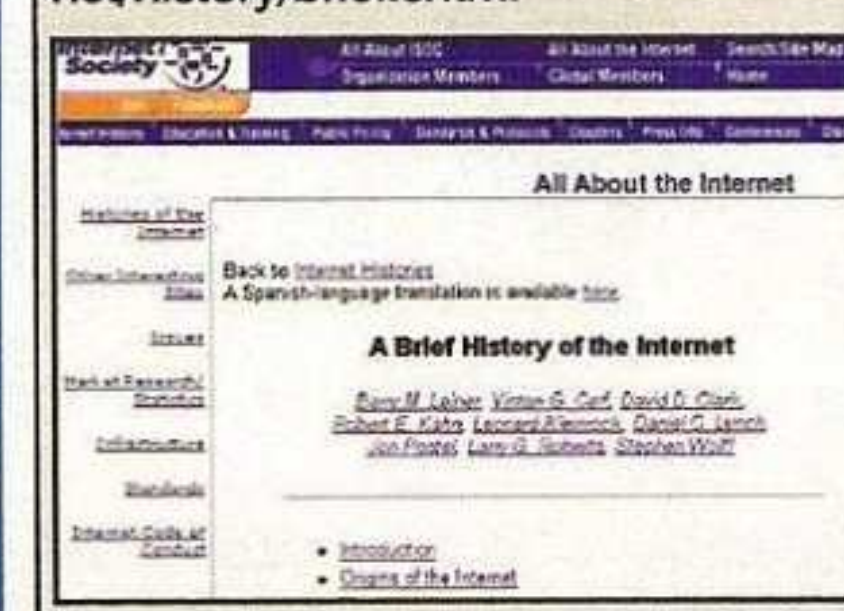 Internet
Society
All About ISOC All About the Internet Search/Site Map
Organization Members Global Members Home
Education & Training Public Policy Standards & Protocols Chapters Press Info Conferences
All About the Internet
Histories of the
Internet
Other Interesting
Sites
Issues
Market Research/
Statistics
Infrastructure
Standards
Internet Code of
Conduct
Back to Internet Histories
A Spanish-language translation is available here.
A Brief History of the Internet
Barry M. Leiner, Vinton G. Cerf, David D. Clark,
Robert E. Kahn, Leonard Kleinrock, Daniel C. Lynch,
Jon Postel, Larry G. Roberts, Stephen Wolff
Introduction
Origins of the Internet